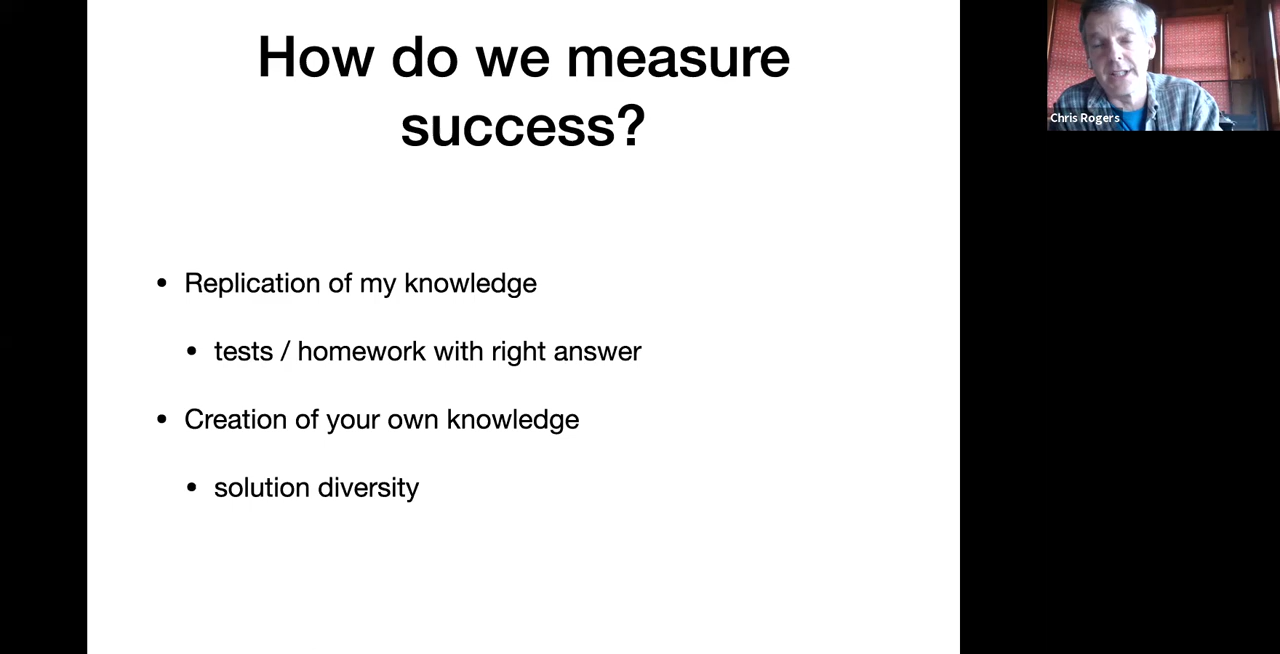 How do we measure
success?
Chris Rogers
• Replication of my knowledge
• tests / homework with right answer
• Creation of your own knowledge
• solution diversity